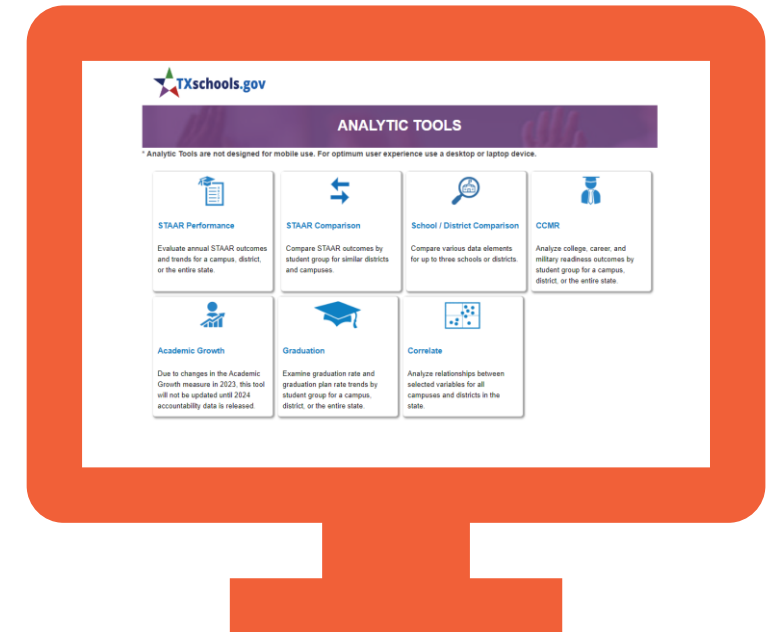 TXschools.gov
ANALYTIC TOOLS
* Analytic Tools are not designed for mobile use. For optimum user experience use a desktop or laptop device.
STAAR Performance
Evaluate annual STAAR outcomes
and trends for a campus, district,
or the entire state.
STAAR Comparison
Compare STAAR outcomes by
student group for similar districts
and campuses.
School / District Comparison
Compare various data elements
for up to three schools or districts.
CCMR
Analyze college, career, and
military readiness outcomes by
student group for a campus,
district, or the entire state.
Academic Growth
Due to changes in the Academic
Growth measure in 2023, this tool
will not be updated until 2024
accountability data is released.
Graduation
Examine graduation rate and
graduation plan rate trends by
student group for a campus,
district, or the entire state.
Correlate
Analyze relationships between
selected variables for all
campuses and districts in the
state.